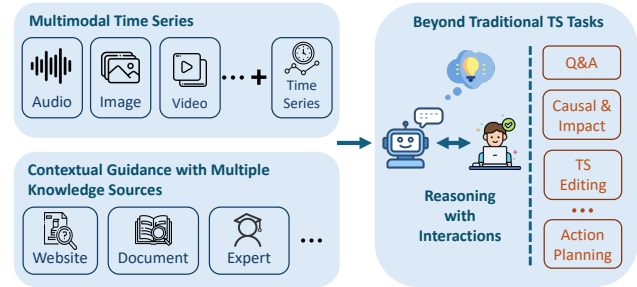 Multimodal Time Series
Audio
Image
Video
... +
Time
Series
Contextual Guidance with Multiple
Knowledge Sources
Website
Document
Expert
...
Beyond Traditional TS Tasks
Reasoning
with
Interactions
Q&A
Causal &
Impact
TS
Editing
...
Action
Planning